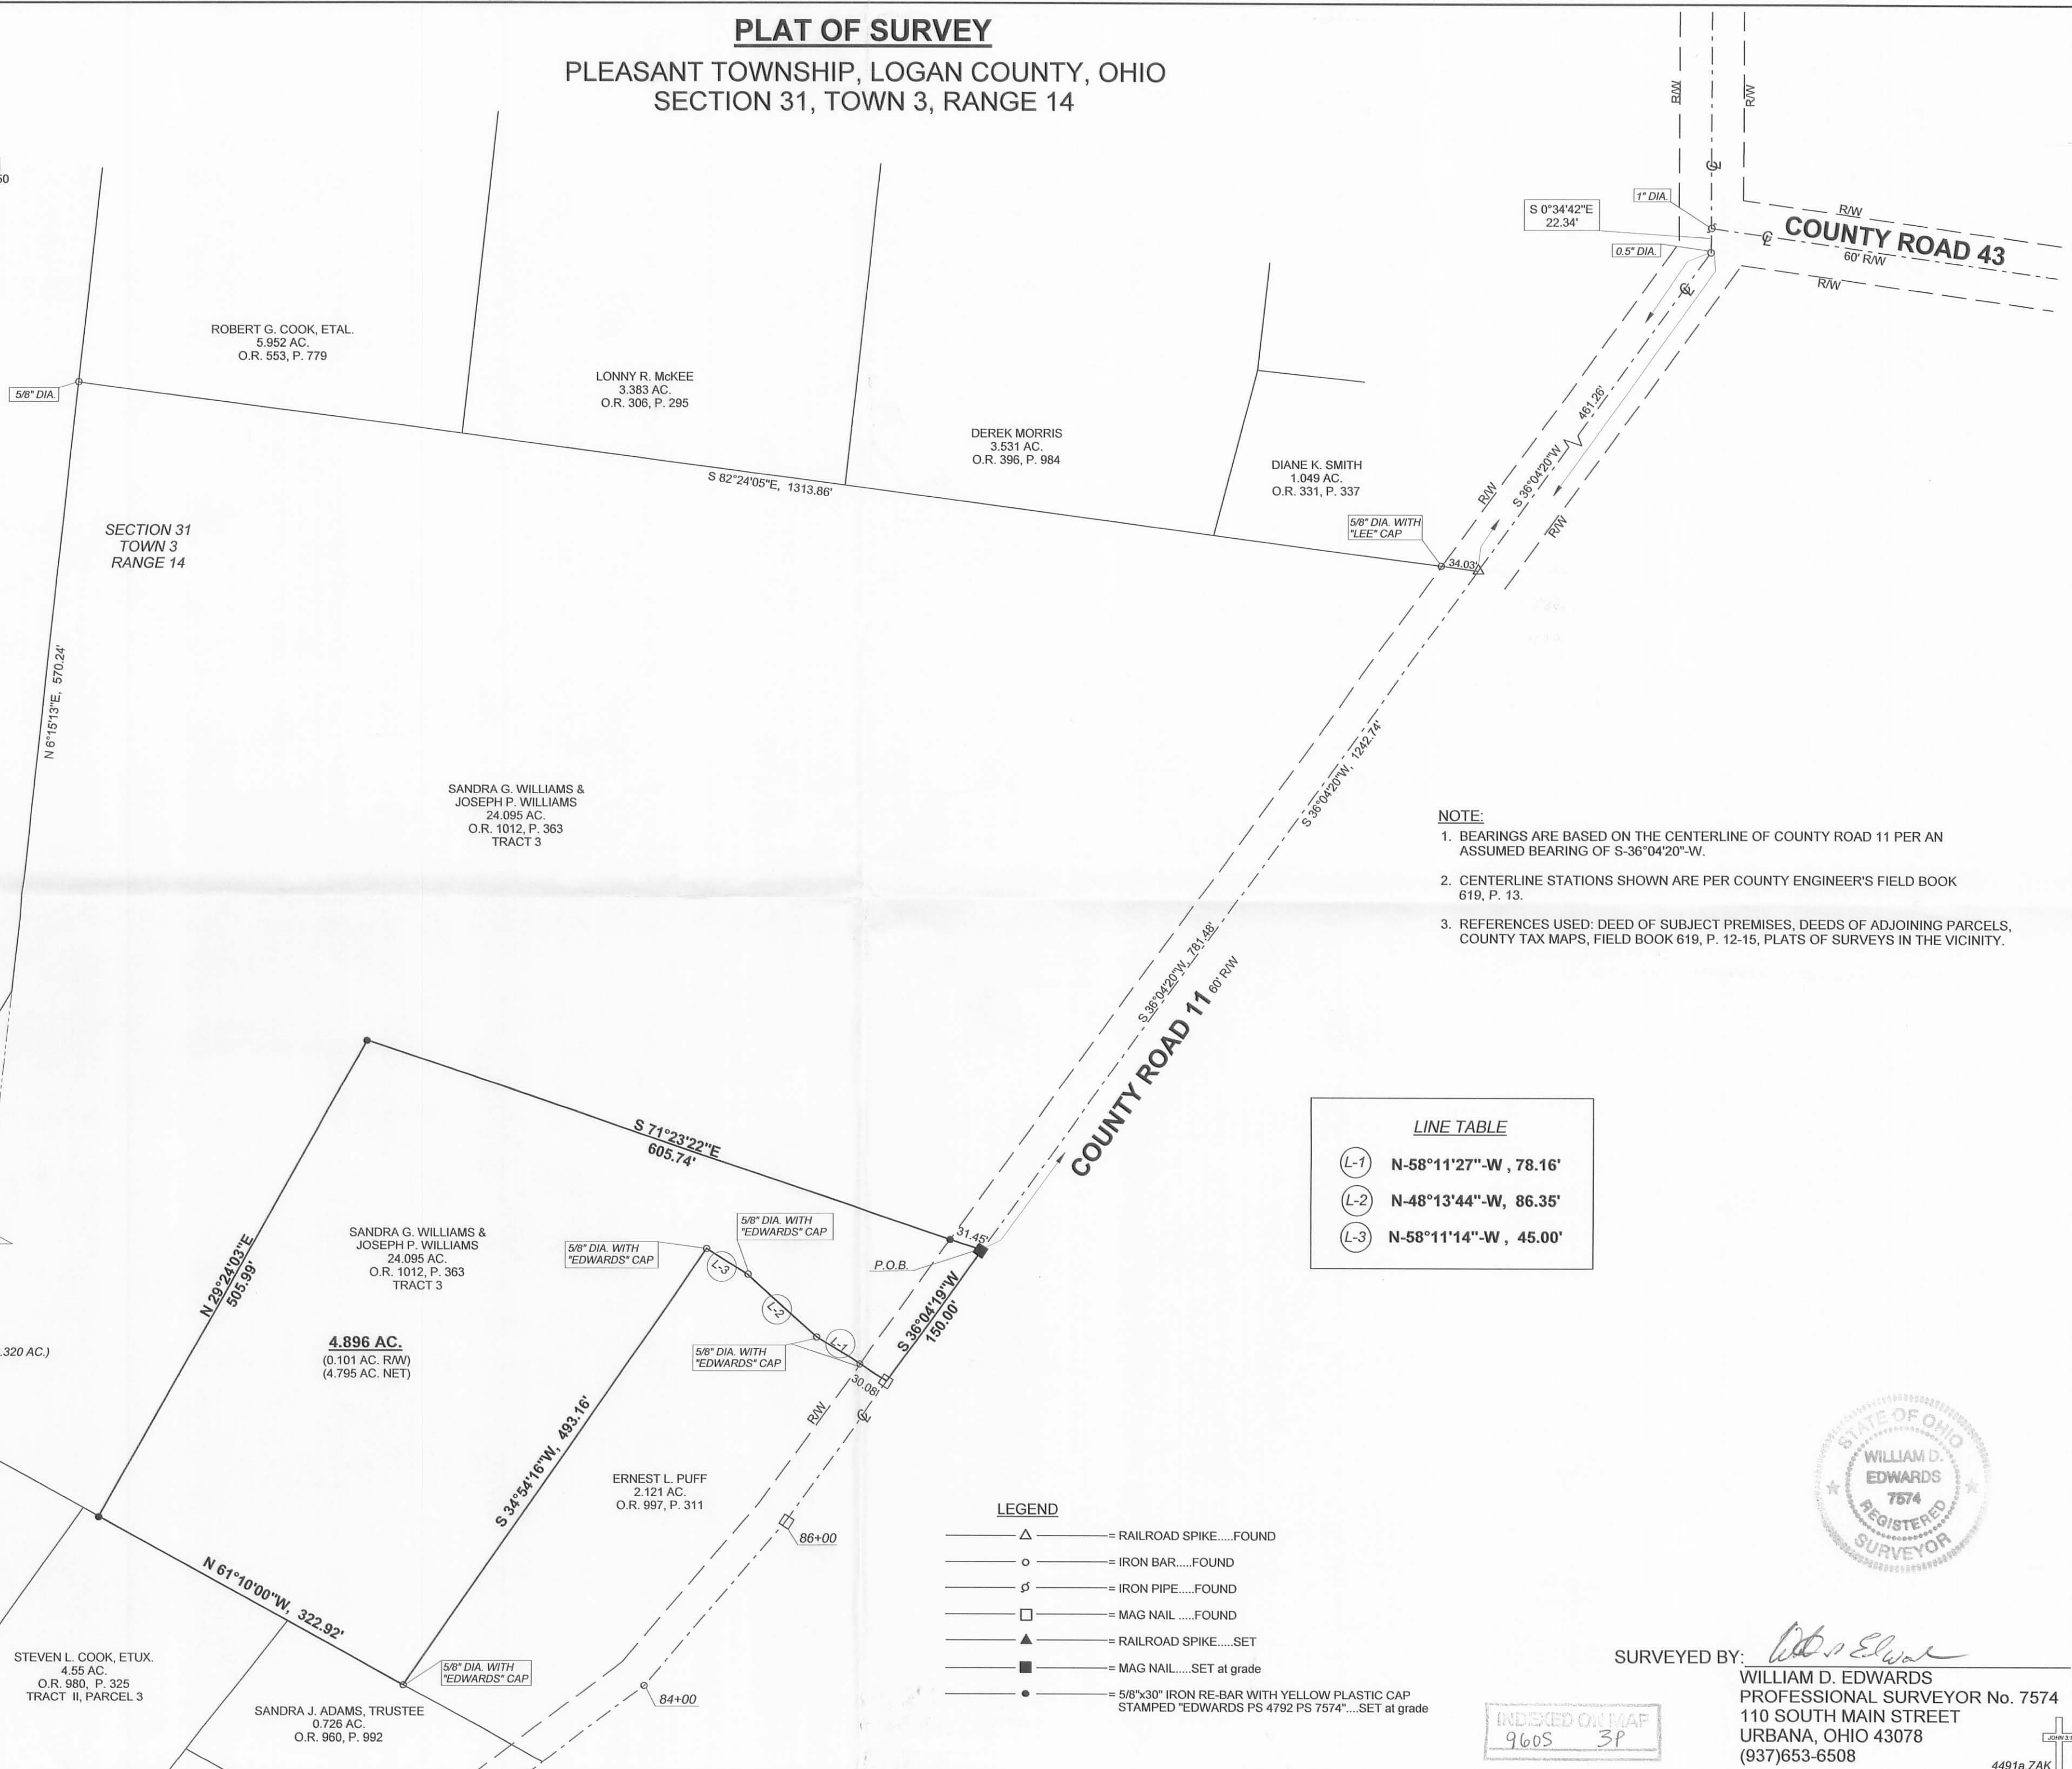 PLAT OF SURVEY
PLEASANT TOWNSHIP, LOGAN COUNTY, OHIO
SECTION 31, TOWN 3, RANGE 14
R/W
R/W
1" DIA.
S 0°34'42"E
22.34'
0.5" DIA.
R/W
COUNTY ROAD 43
60' R/W
R/W
ROBERT G. COOK, ETAL.
5.952 AC.
O.R. 553, P. 779
5/8" DIA.
LONNY R. McKEE
3.383 AC.
O.R. 306, P. 295
DEREK MORRIS
3.531 AC.
O.R. 396, P. 984
DIANE K. SMITH
1.049 AC.
O.R. 331, P. 337
S 82°24'05"E, 1313.86'
5/8" DIA. WITH
"LEE" CAP
34.03'
R/W
S 36°04'20"W
461.26'
R/W
SECTION 31
TOWN 3
RANGE 14
N 6°15'13"E, 570.24'
SANDRA G. WILLIAMS &
JOSEPH P. WILLIAMS
24.095 AC.
O.R. 1012, P. 363
TRACT 3
S 36°04'20"W, 1242.74'
S 36°04'20"W, 781.48'
COUNTY ROAD 11
60' R/W
NOTE:
1. BEARINGS ARE BASED ON THE CENTERLINE OF COUNTY ROAD 11 PER AN
ASSUMED BEARING OF S-36°04'20"-W.
2. CENTERLINE STATIONS SHOWN ARE PER COUNTY ENGINEER'S FIELD BOOK
619, P. 13.
3. REFERENCES USED: DEED OF SUBJECT PREMISES, DEEDS OF ADJOINING PARCELS,
COUNTY TAX MAPS, FIELD BOOK 619, P. 12-15, PLATS OF SURVEYS IN THE VICINITY.
LINE TABLE
L-1 N-58°11'27"-W , 78.16'
L-2 N-48°13'44"-W, 86.35'
L-3 N-58°11'14"-W , 45.00'
S 71°23'22"E
605.74'
N 29°24'03"E
505.99'
SANDRA G. WILLIAMS &
JOSEPH P. WILLIAMS
24.095 AC.
O.R. 1012, P. 363
TRACT 3
4.896 AC.
(0.101 AC. R/W)
(4.795 AC. NET)
.320 AC.)
5/8" DIA. WITH
"EDWARDS" CAP
5/8" DIA. WITH
"EDWARDS" CAP
L-3
L-2
L-1
5/8" DIA. WITH
"EDWARDS" CAP
31.45'
P.O.B.
S 36°04'19"W
150.00'
30.08'
R/W
S 34°54'16"W, 493.16'
ERNEST L. PUFF
2.121 AC.
O.R. 997, P. 311
86+00
84+00
N 61°10'00"W, 322.92'
5/8" DIA. WITH
"EDWARDS" CAP
STEVEN L. COOK, ETUX.
4.55 AC.
O.R. 980, P. 325
TRACT II, PARCEL 3
SANDRA J. ADAMS, TRUSTEE
0.726 AC.
O.R. 960, P. 992
LEGEND
= RAILROAD SPIKE.....FOUND
= IRON BAR.....FOUND
= IRON PIPE.....FOUND
= MAG NAIL .....FOUND
= RAILROAD SPIKE.....SET
= MAG NAIL.....SET at grade
= 5/8"x30" IRON RE-BAR WITH YELLOW PLASTIC CAP
STAMPED "EDWARDS PS 4792 PS 7574"....SET at grade
STATE OF OHIO
WILLIAM D.
EDWARDS
7574
REGISTERED
SURVEYOR
INDEXED ON MAP
960S 3P
SURVEYED BY:
WILLIAM D. EDWARDS
PROFESSIONAL SURVEYOR No. 7574
110 SOUTH MAIN STREET
URBANA, OHIO 43078
(937)653-6508
4491a.ZAK